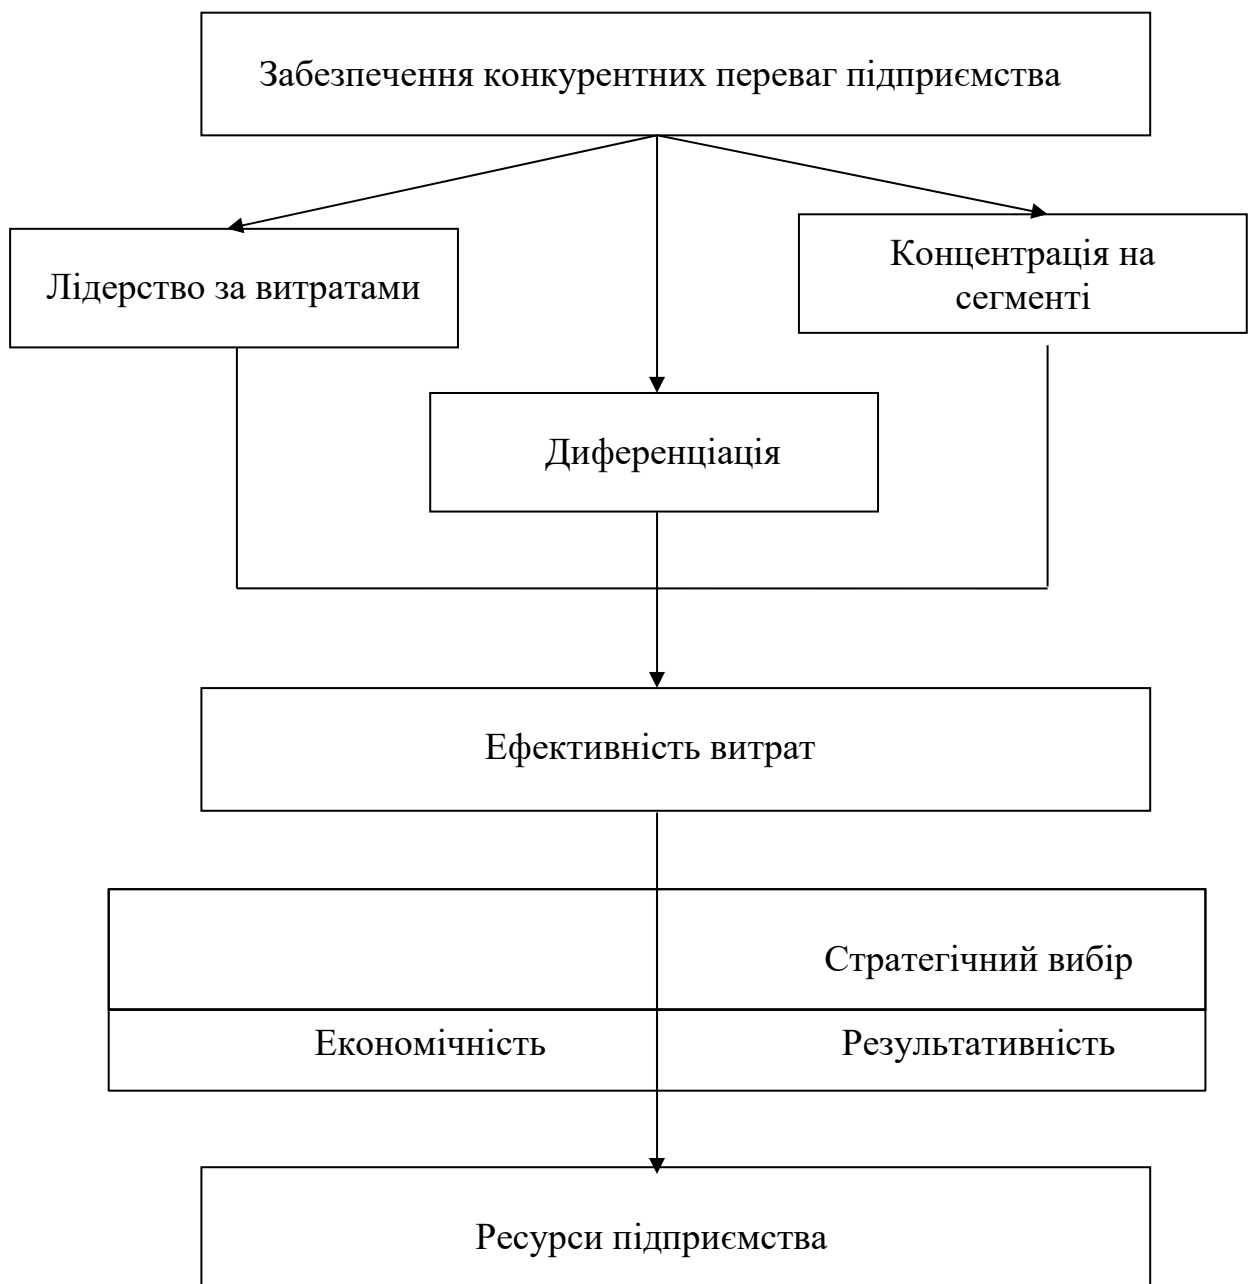 Забезпечення конкурентних переваг підприємства
Лідерство за витратами
Концентрація на
сегменті
Диференціація
Ефективність витрат
Стратегічний вибір
Економічність
Результативність
Ресурси підприємства